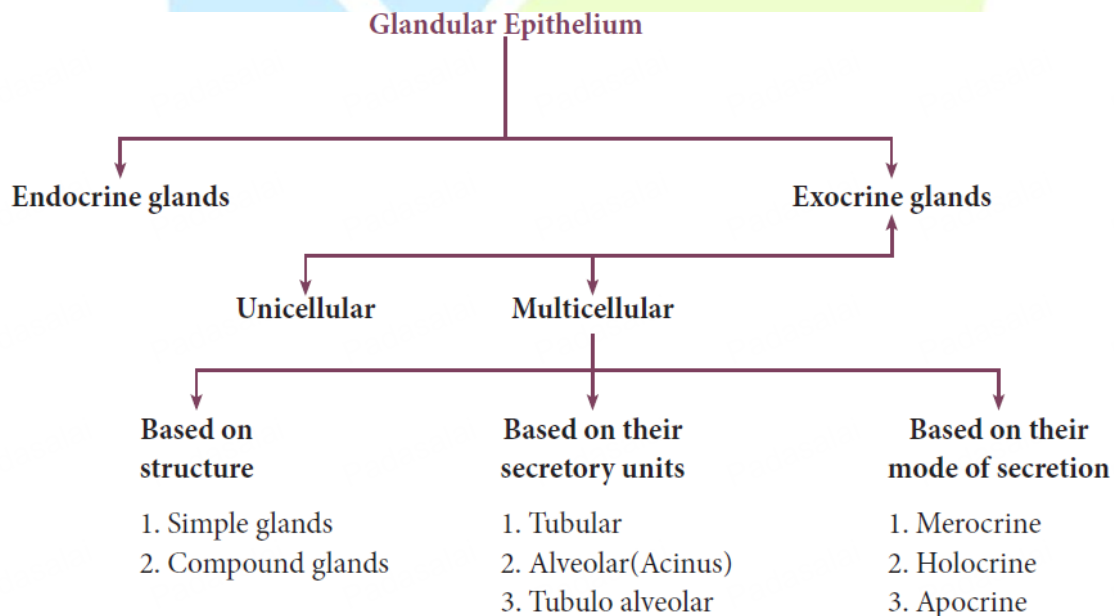 Glandular Epithelium
Endocrine glands
Exocrine glands
Unicellular
Multicellular
Based on
structure
1. Simple glands
2. Compound glands
Based on their
secretory units
1. Tubular
2. Alveolar(Acinus)
3. Tubulo alveolar
Based on their
mode of secretion
1. Merocrine
2. Holocrine
3. Apocrine